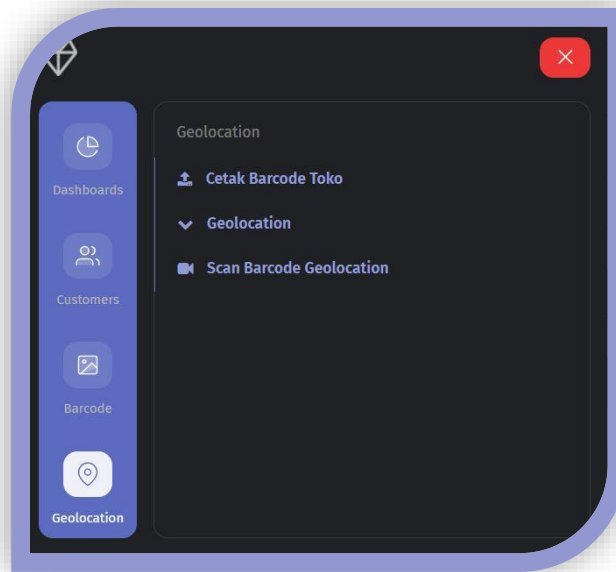 Dashboards
Customers
Barcode
Geolocation
Geolocation
Cetak Barcode Toko
Geolocation
Scan Barcode Geolocation